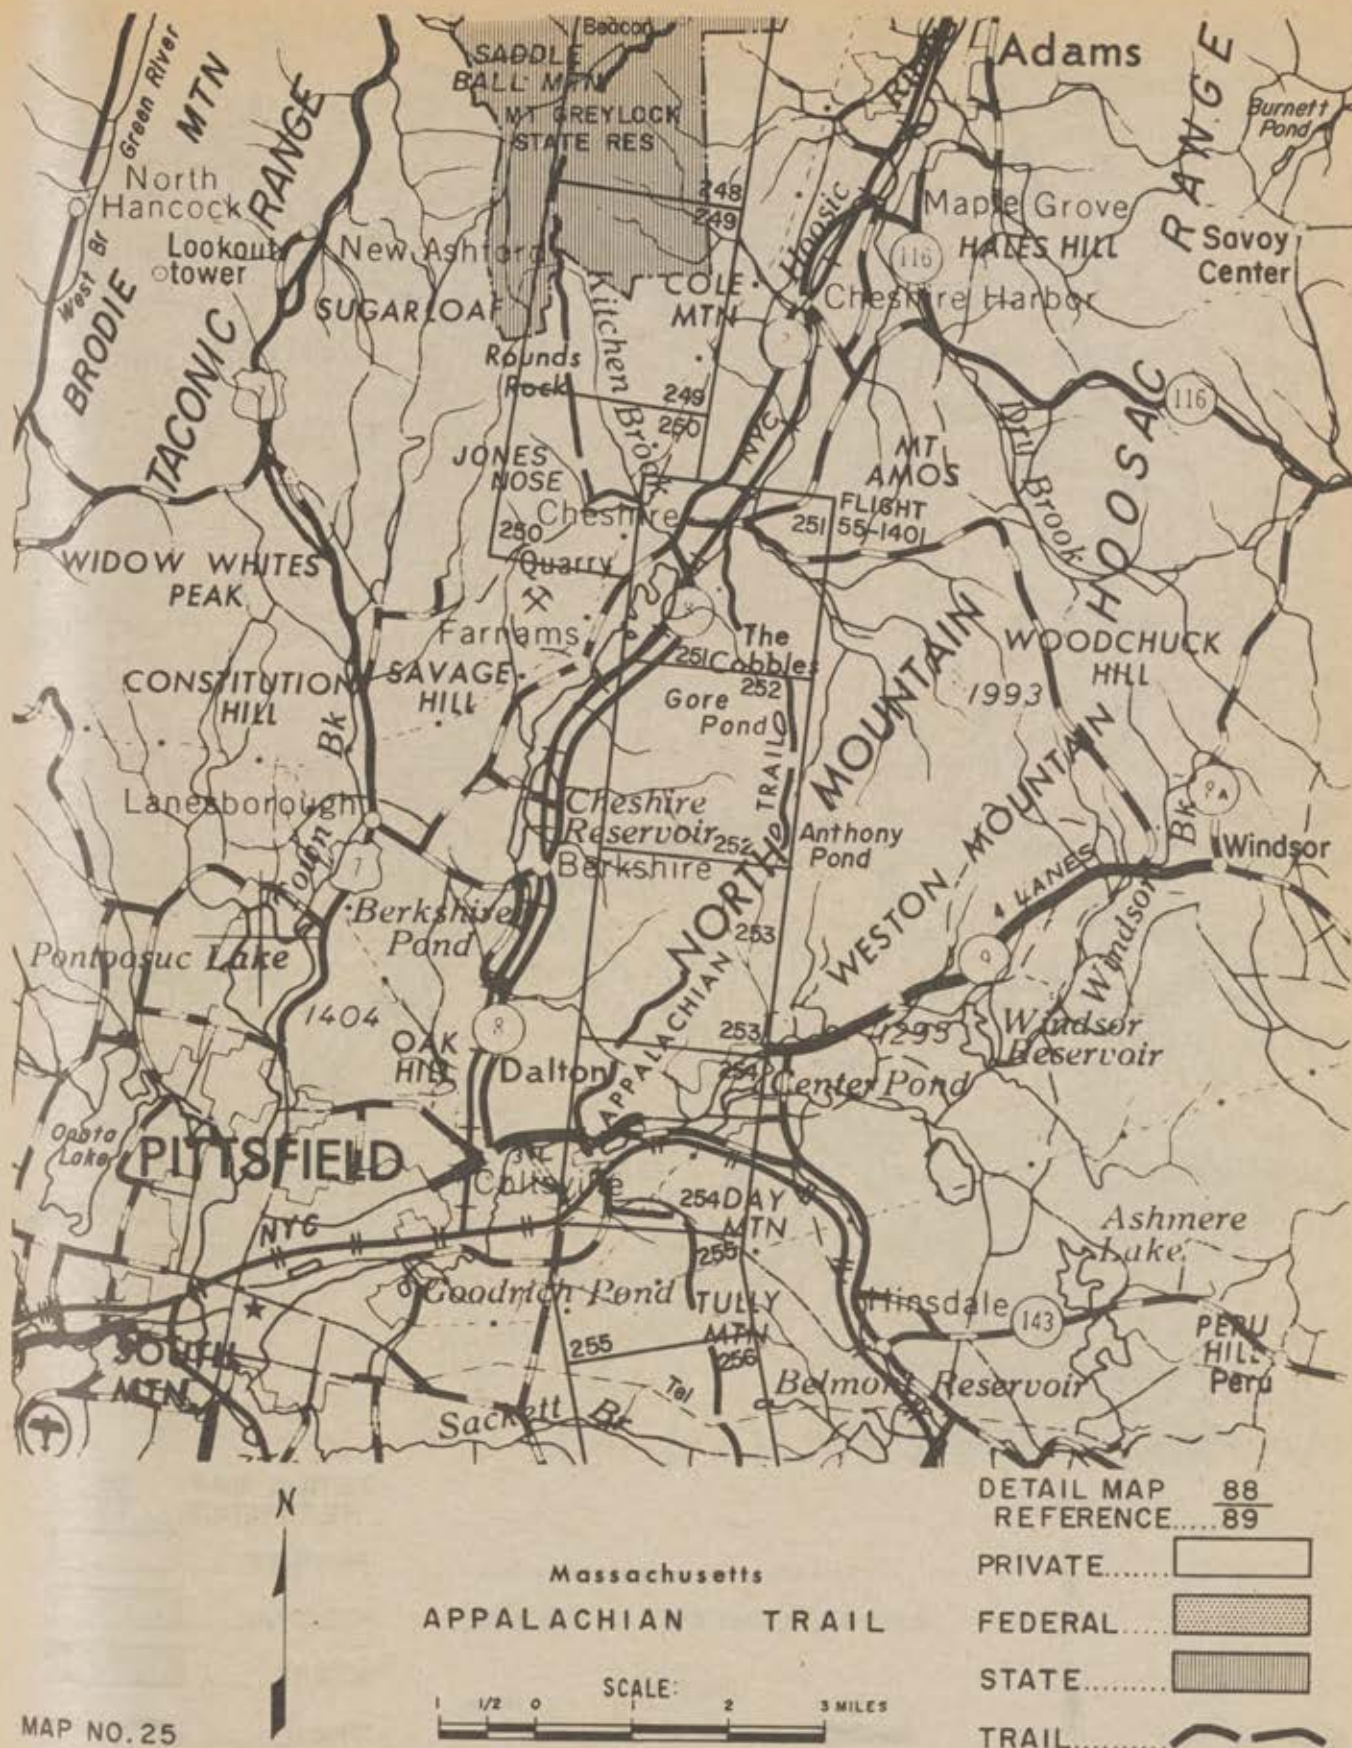 Beacon
Adams
SADDLE
BALL MTN
MT GREYLOCK
STATE RES
Green River
MTN
RANGE
RANGE
Burnett
Pond
North
Hancock
Lookout
tower
New Ashford
248
249
Hoosic
River
Maple Grove
HALES HILL
116
Savoy
Center
West Br
BRODIE
TACONIC
SUGARLOAF
Kitchen Brook
COLE
MTN
Cheshire Harbor
Rounds
Rock
7
249
250
NYC
116
Dru Brook
HOOSAC
JONES
NOSE
MT
AMOS
Cheshire
FLIGHT
251 55-1401
250
Quarry
WIDOW WHITES
PEAK
Farnams
The
Cobbles
251
252
WOODCHUCK
HILL
1993
CONSTITUTION
HILL
SAVAGE
HILL
Gore
Pond
MOUNTAIN
Bk
TRAIL
Lanesborough
Town
Cheshire
Reservoir
252
Berkshire
Anthony
Pond
8A
Bk
Windsor
7
Berkshire
Pond
NORTH
253
WESTON MOUNTAIN
4 LANES
Windsor
9
Pontoosuc Lake
1404
8
APPALACHIAN
253
254
1295
Windsor
Reservoir
OAK
HILL
Dalton
Center Pond
Onota
Lake
PITTSFIELD
3 L
Coltsville
254
DAY
MTN
255
NYC
Ashmere
Lake
Goodrich Pond
TULLY
MTN
Hinsdale
143
PERU
HILL
Peru
255
256
SOUTH
MTN
Tel
Belmont Reservoir
Sackett Br
N
DETAIL MAP 88
REFERENCE.....89
PRIVATE.......
Massachusetts
APPALACHIAN TRAIL
FEDERAL.....
STATE.........
SCALE:
1 1/2 0 1 2 3 MILES
MAP NO. 25
TRAIL..........